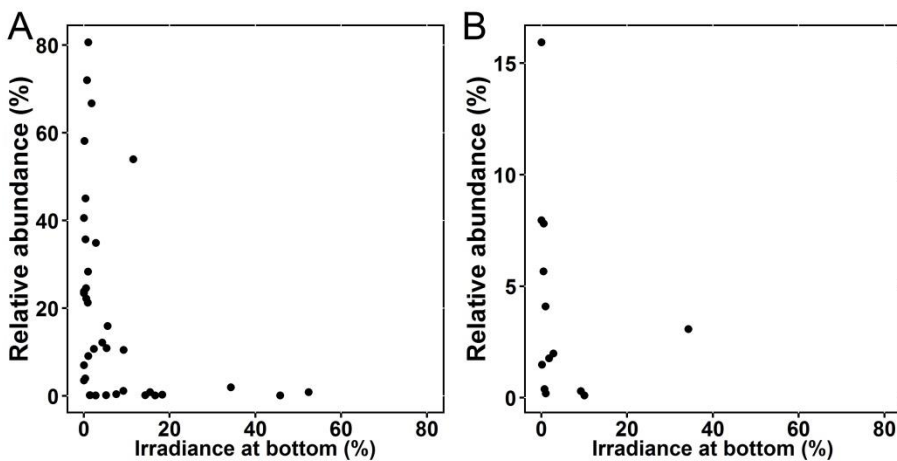 A
B
Relative abundance (%)
80
60
40
20
0
0 20 40 60 80
Irradiance at bottom (%)
Relative abundance (%)
15
10
5
0
0 20 40 60 80
Irradiance at bottom (%)